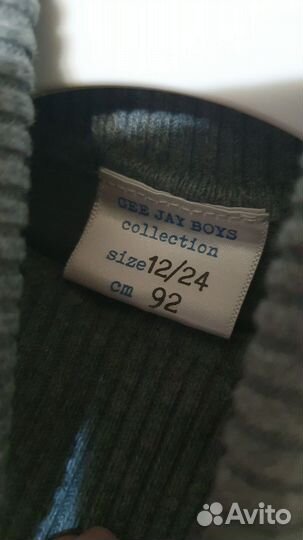 GEE JAY BOYS
collection
size 12/24
cm 92
Avito